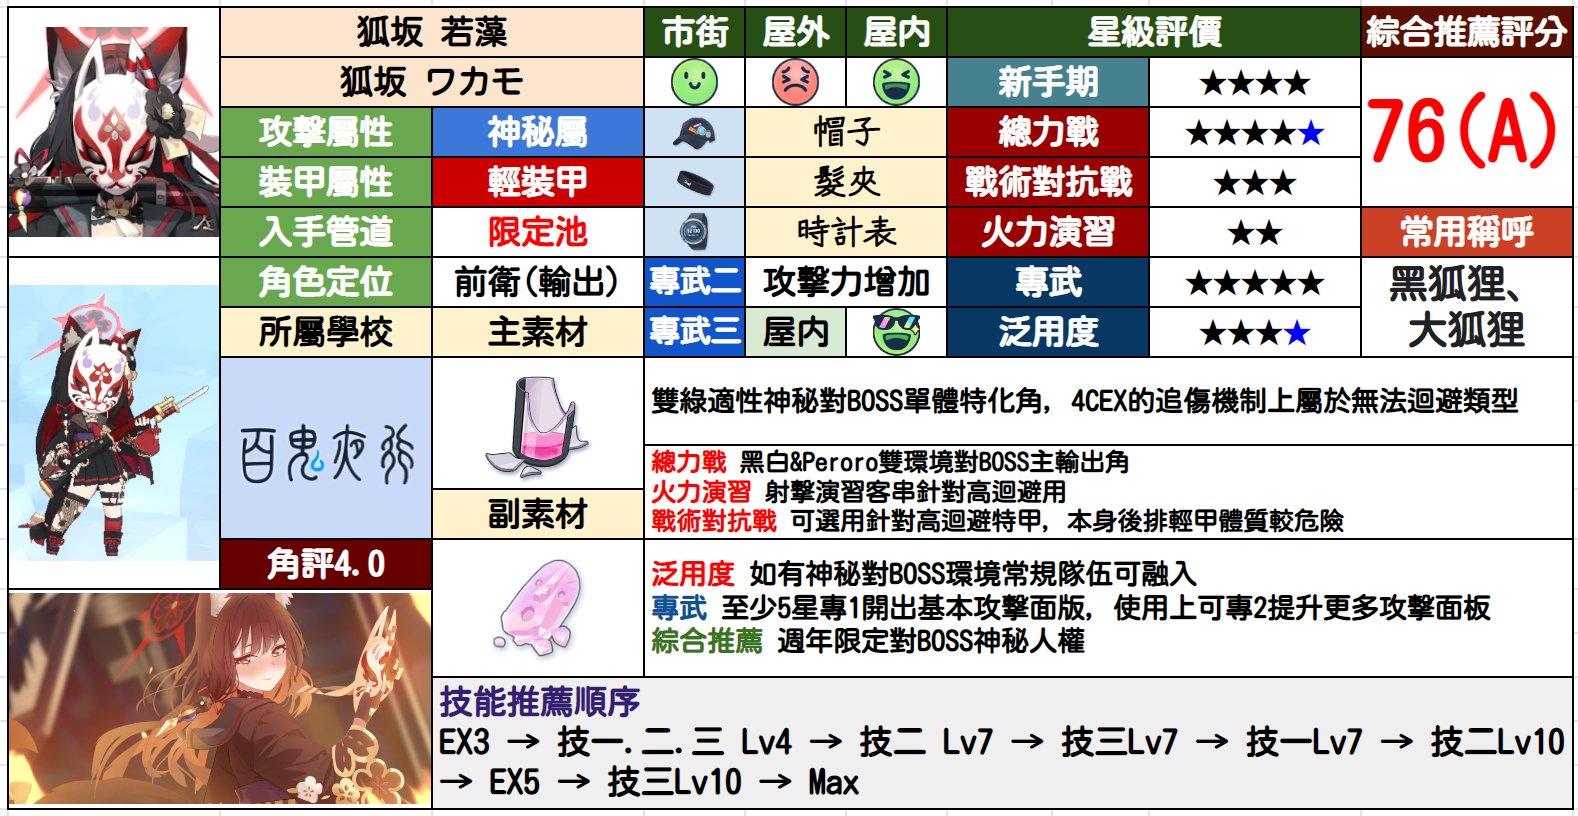 狐坂 若藻
市街
屋外
屋内
星級評價
綜合推薦評分
狐坂 ワカモ
新手期
★★★★
76(A)
攻擊屬性
神秘屬
帽子
總力戰
★★★★★
裝甲屬性
輕裝甲
髮夾
戰術對抗戰
★★★
入手管道
限定池
時計表
火力演習
★★
常用稱呼
角色定位
前衛(輸出)
專武二
攻擊力增加
專武
★★★★★
黑狐狸、
大狐狸
所屬學校
主素材
專武三
屋内
泛用度
★★★★
百鬼夜行
雙綠適性神秘對BOSS單體特化角, 4CEX的追傷機制上屬於無法迴避類型
總力戰 黑白&Peroro雙環境對BOSS主輸出角
火力演習 射擊演習客串針對高迴避用
戰術對抗戰 可選用針對高迴避特甲, 本身後排輕甲體質較危險
副素材
角評4.0
泛用度 如有神秘對BOSS環境常規隊伍可融入
專武 至少5星專1開出基本攻擊面版, 使用上可專2提升更多攻擊面板
綜合推薦 週年限定對BOSS神秘人權
技能推薦順序
EX3 → 技一.二.三 Lv4 → 技二 Lv7 → 技三Lv7 → 技一Lv7 → 技二Lv10
→ EX5 → 技三Lv10 → Max